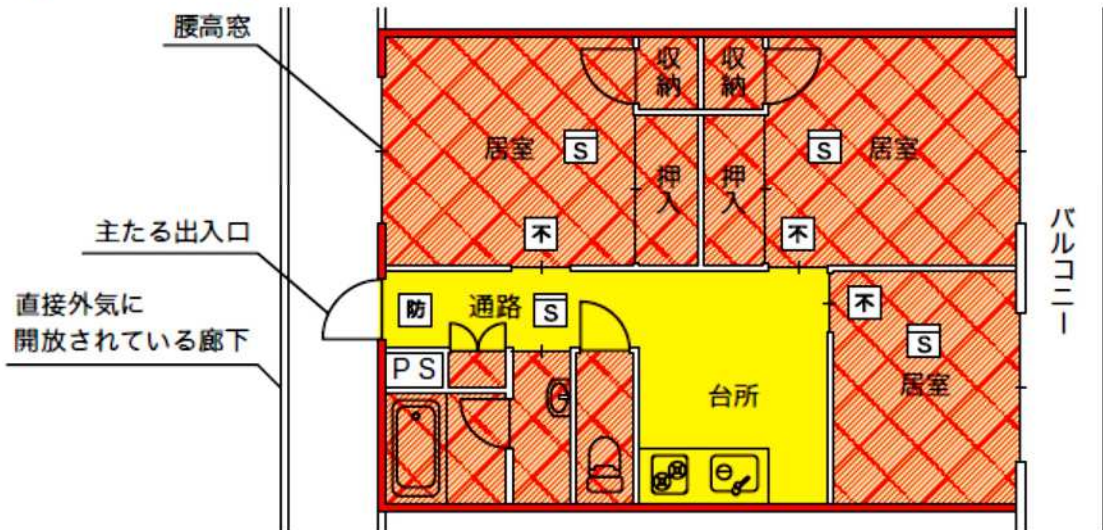 腰高窓
主たる出入口
直接外気に
開放されている廊下
収納
収納
居室
S
押入
押入
S
居室
不
不
防
通路
S
不
S
居室
PS
台所
バルコニー